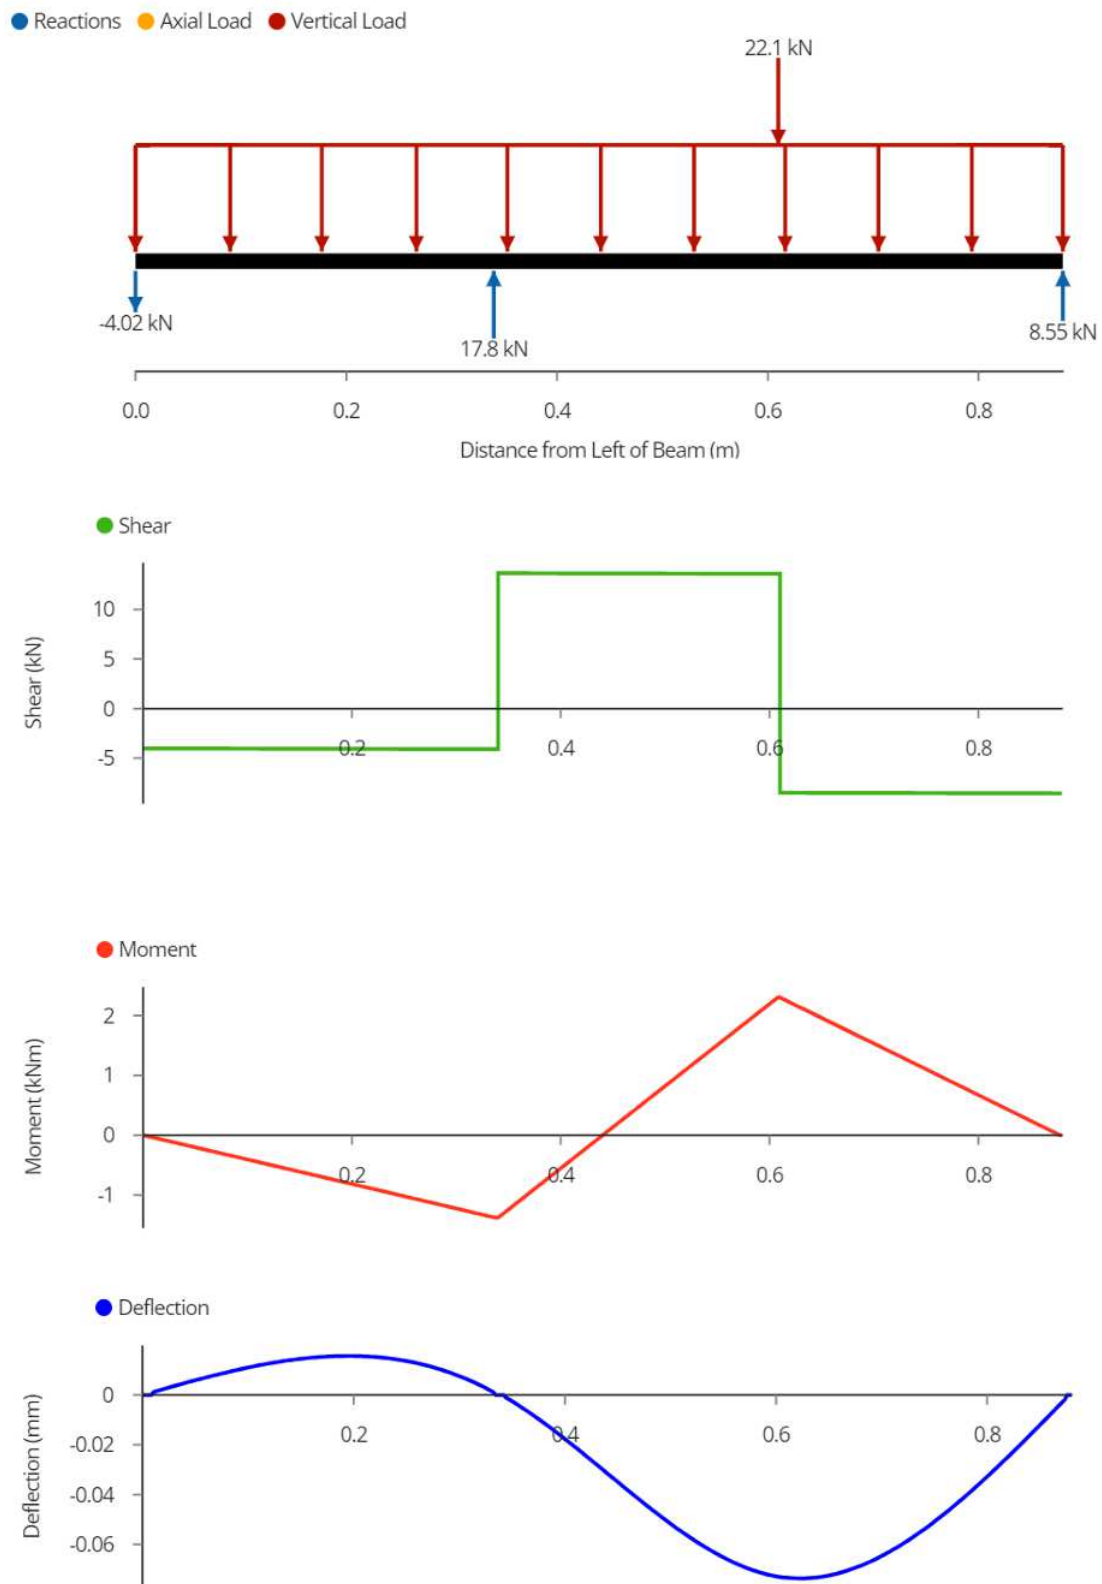 Reactions Axial Load Vertical Load
22.1 kN
-4.02 kN
17.8 kN
8.55 kN
0.0 0.2 0.4 0.6 0.8
Distance from Left of Beam (m)
Shear
Shear (kN)
10
5
0
-5
0.2 0.4 0.6 0.8
Moment
Moment (kNm)
2
1
0
-1
0.2 0.4 0.6 0.8
Deflection
Deflection (mm)
0
-0.02
-0.04
-0.06
0.2 0.4 0.6 0.8